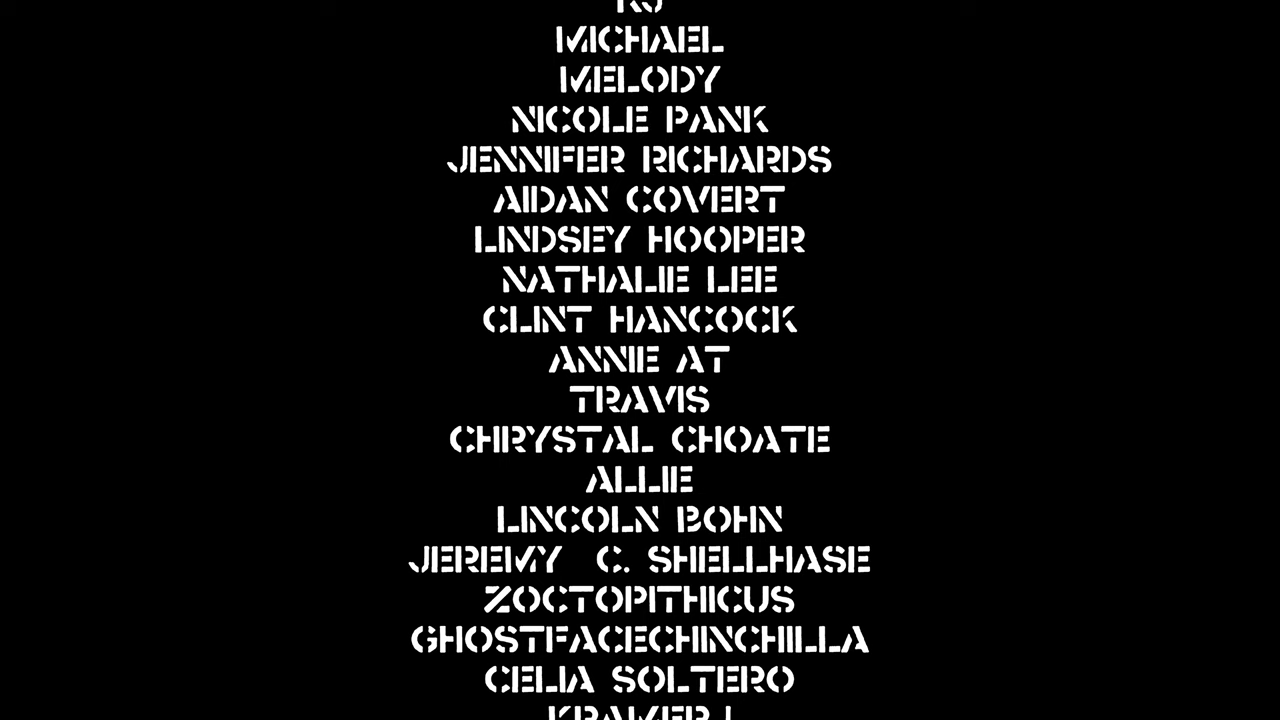 RJ
MICHAEL
MELODY
NICOLE PANK
JENNIFER RICHARDS
AIDAN COVERT
LINDSEY HOOPER
NATHALIE LEE
CLINT HANCOCK
ANNIE AT
TRAVIS
CHRYSTAL CHOATE
ALLIE
LINCOLN BOHN
JEREMY C. SHELLHASE
ZOCTOPITHICUS
GHOSTFACECHINCHILLA
CELIA SOLTERO